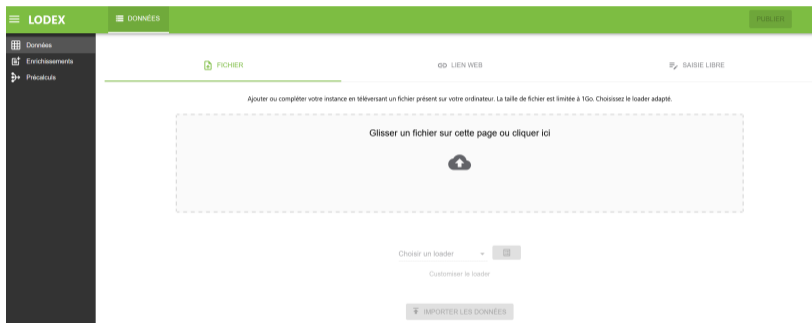 LODEX
DONNÉES
PUBLIER
Données
Enrichissements
Précalculs
FICHIER
LIEN WEB
SAISIE LIBRE
Ajouter ou compléter votre instance en téléversant un fichier présent sur votre ordinateur. La taille de fichier est limitée à 1Go. Choisissez le loader adapté.
Glisser un fichier sur cette page ou cliquer ici
Choisir un loader
Customiser le loader
IMPORTER LES DONNÉES